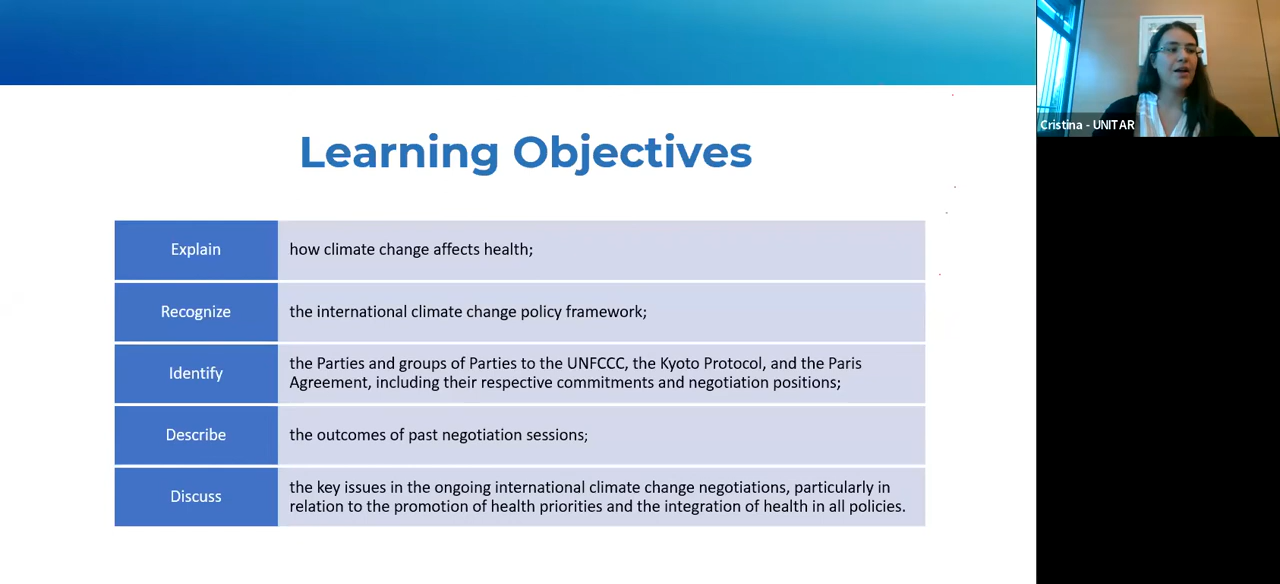 Learning Objectives
Explain
how climate change affects health;
Recognize
the international climate change policy framework;
Identify
the Parties and groups of Parties to the UNFCCC, the Kyoto Protocol, and the Paris
Agreement, including their respective commitments and negotiation positions;
Describe
the outcomes of past negotiation sessions;
Discuss
the key issues in the ongoing international climate change negotiations, particularly in
relation to the promotion of health priorities and the integration of health in all policies.
Cristina - UNITAR